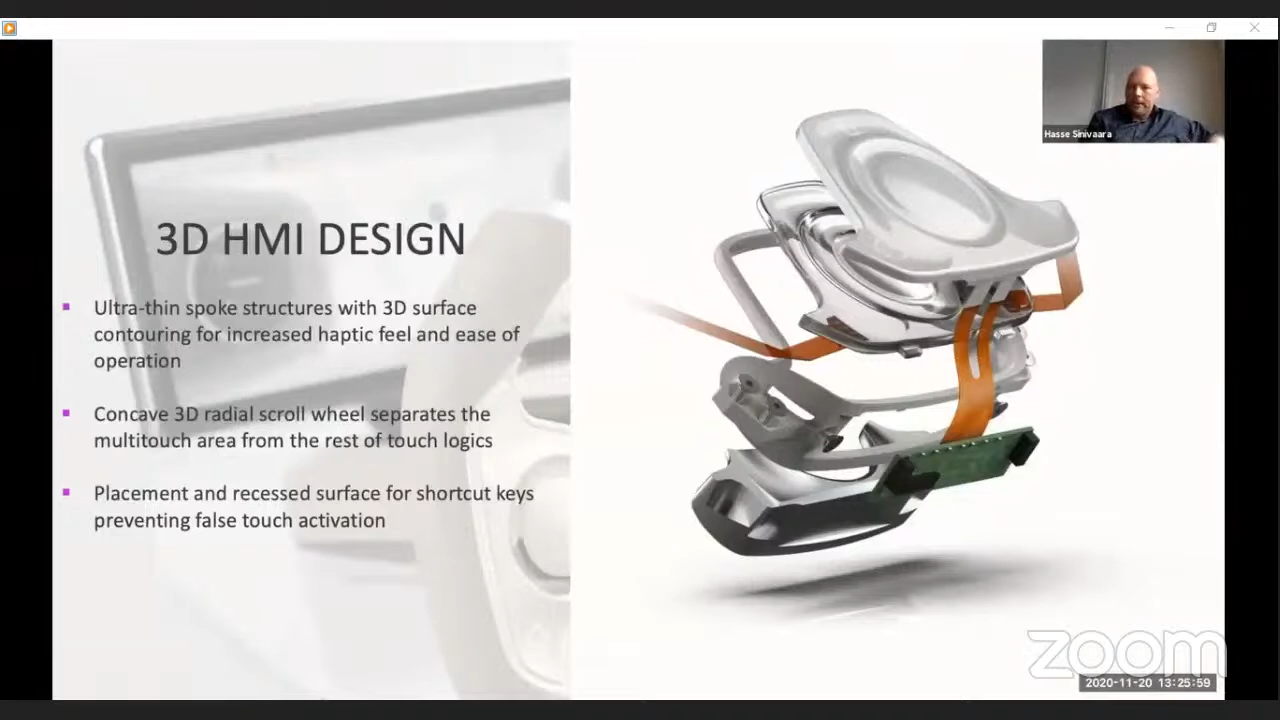 Hasse Sinivaara
3D HMI DESIGN
Ultra-thin spoke structures with 3D surface
contouring for increased haptic feel and ease of
operation
Concave 3D radial scroll wheel separates the
multitouch area from the rest of touch logics
Placement and recessed surface for shortcut keys
preventing false touch activation
zoom
2020-11-20 13:25:59